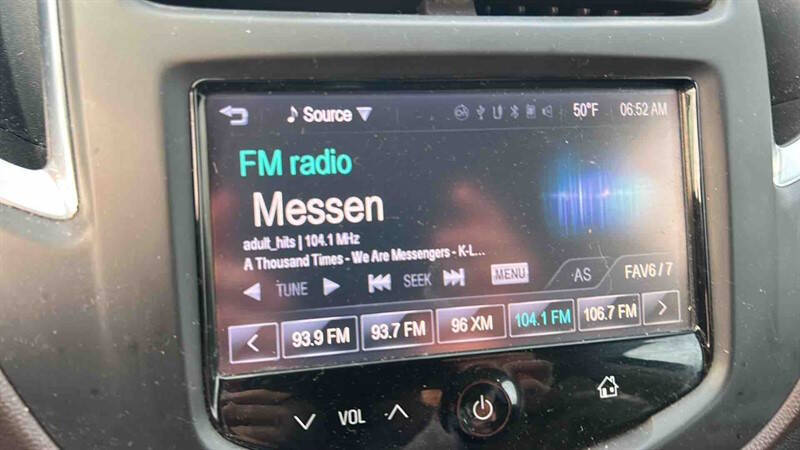 Source 50°F 06:52 AM
FM radio
Messen
adult_hits | 104.1 MHz
A Thousand Times - We Are Messengers - K-L...
TUNE SEEK MENU AS FAV6 / 7
93.9 FM 93.7 FM 96 XM 104.1 FM 106.7 FM
VOL